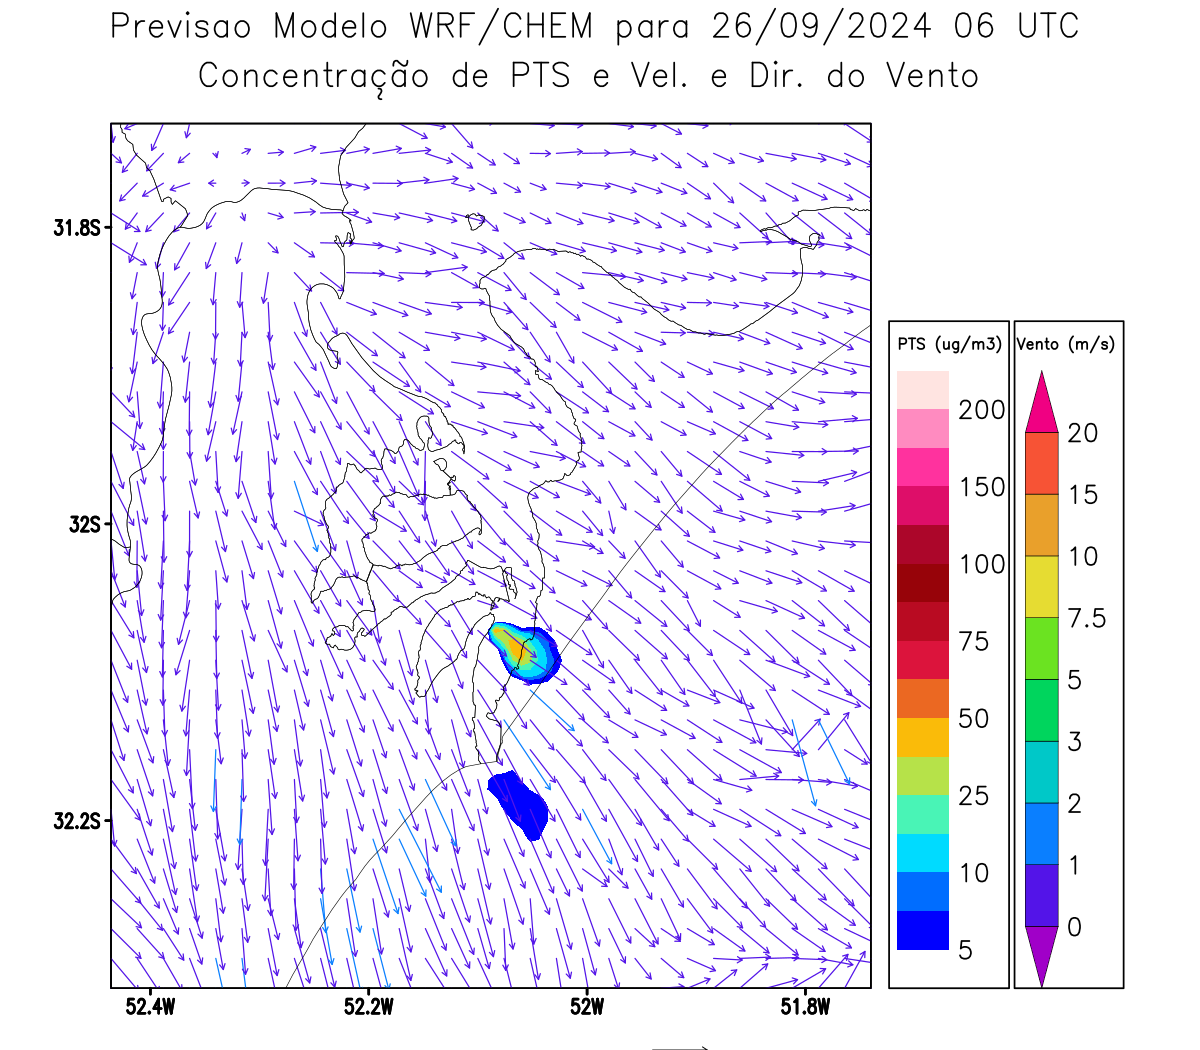 Previsao Modelo WRF/CHEM para 26/09/2024 06 UTC
Concentração de PTS e Vel. e Dir. do Vento
31.8S
32S
32.2S
52.4W
52.2W
52W
51.8W
PTS (ug/m3)
200
150
100
75
50
25
10
5
Vento (m/s)
20
15
10
7.5
5
3
2
1
0